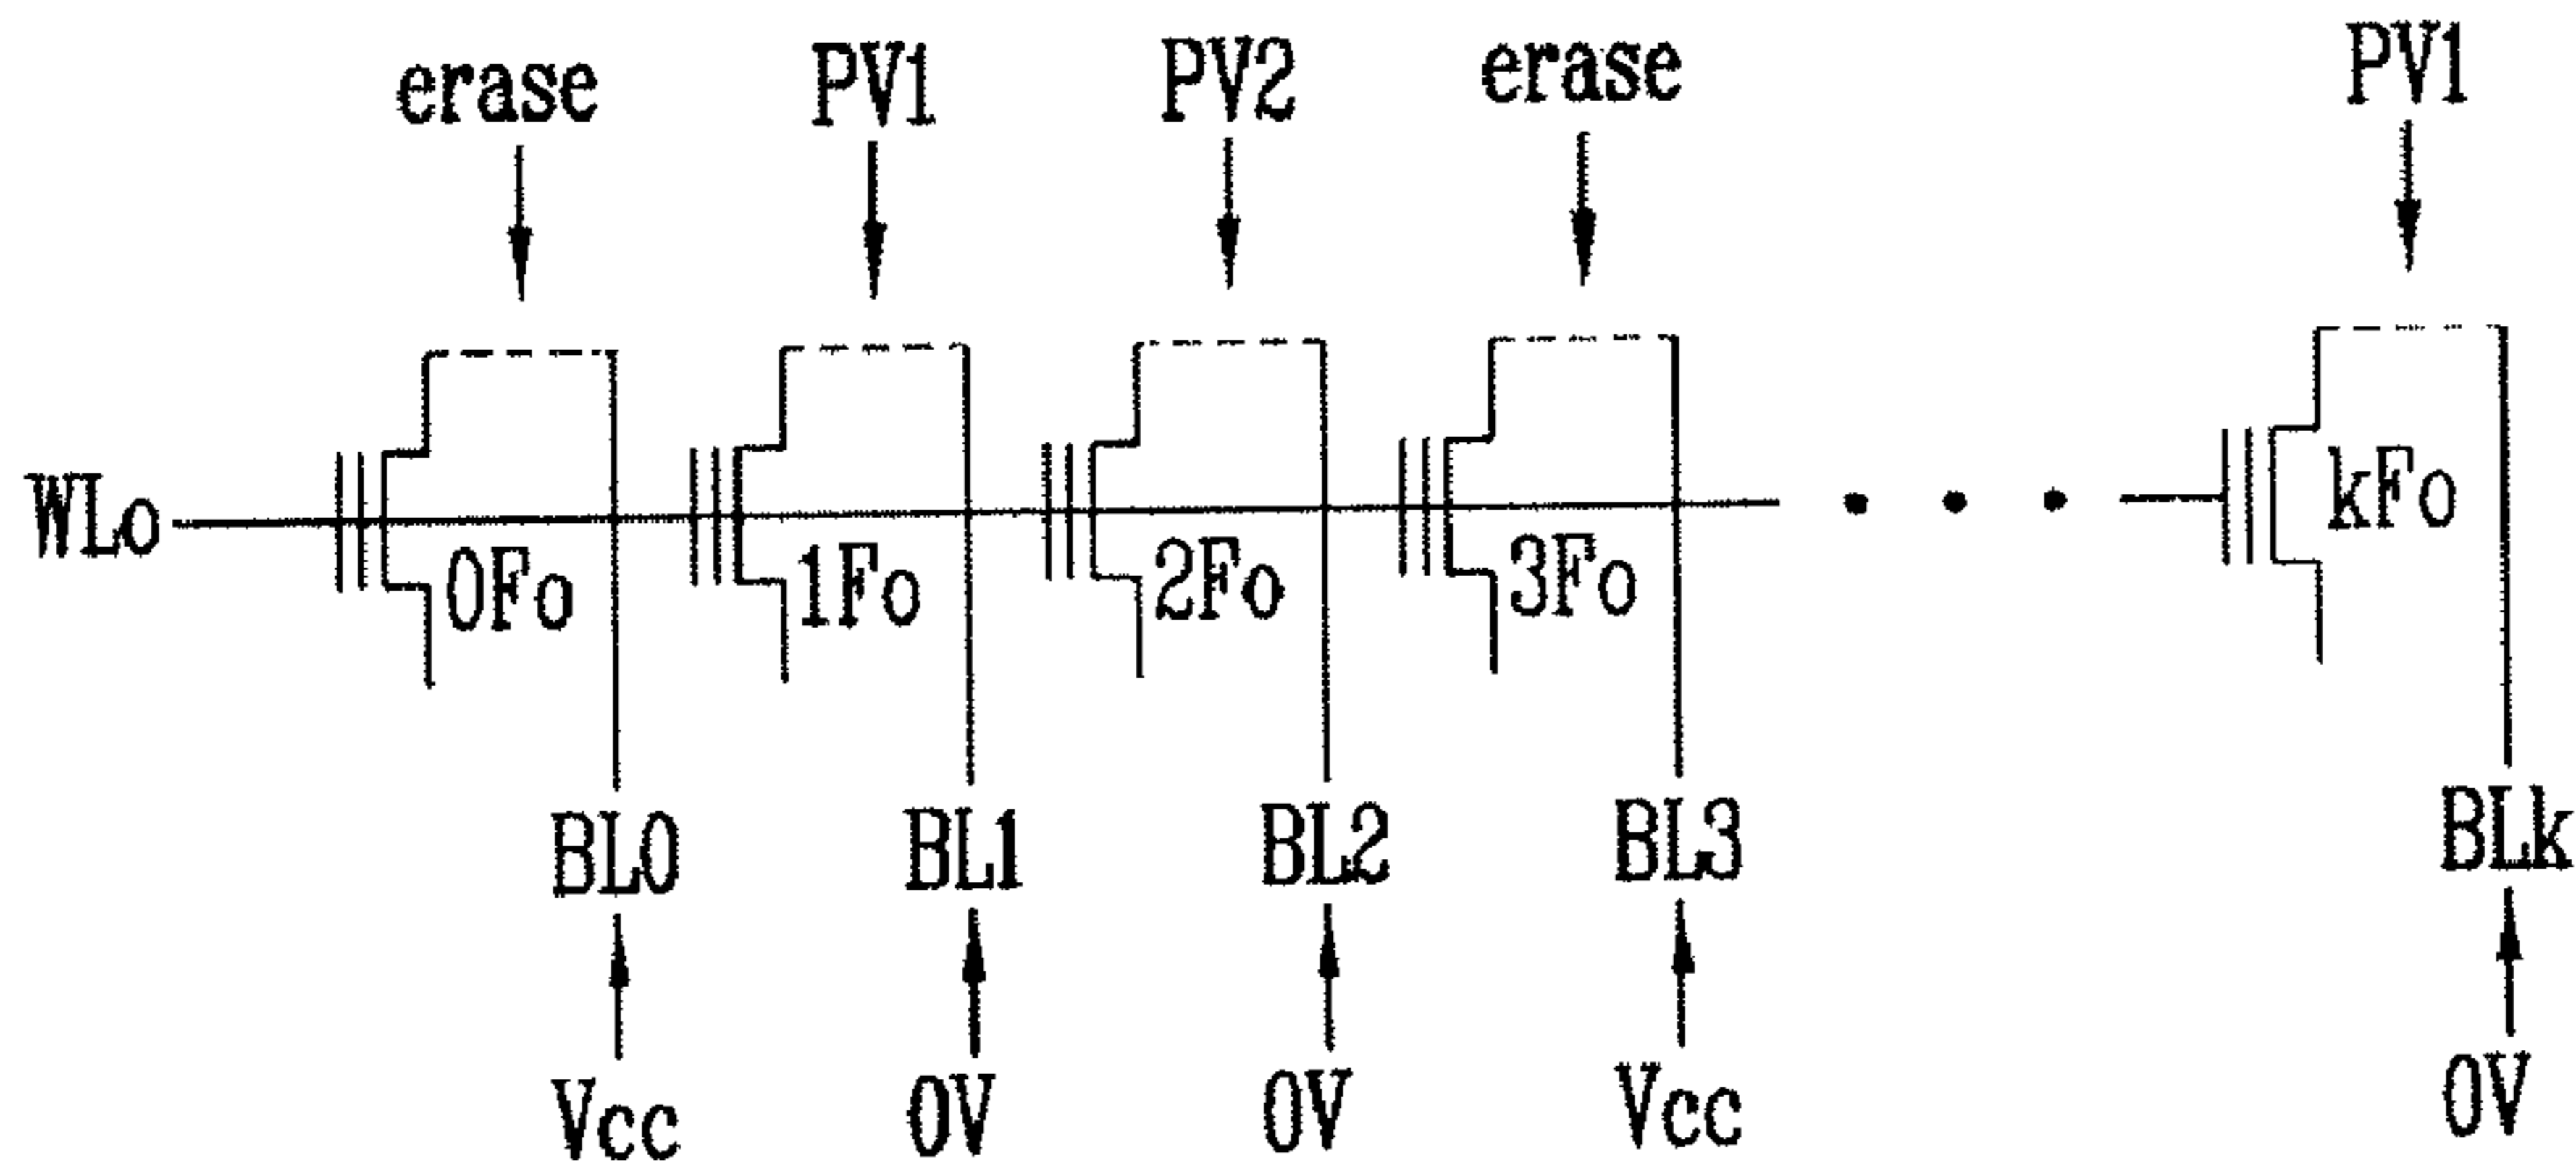 erase PV1 PV2 erase PV1
WLo 0Fo 1Fo 2Fo 3Fo kFo
BL0 BL1 BL2 BL3 BLk
Vcc 0V 0V Vcc 0V